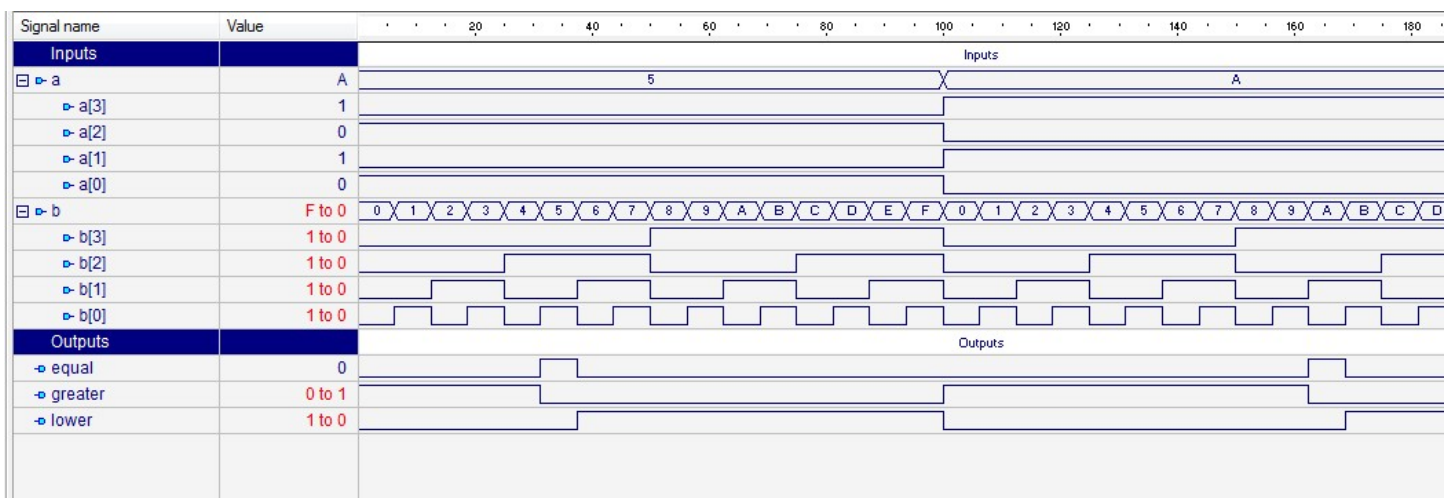 Signal name Value 20 40 60 80 100 120 140 160 180
Inputs Inputs
a A 5 A
a[3] 1
a[2] 0
a[1] 1
a[0] 0
b F to 0 0 1 2 3 4 5 6 7 8 9 A B C D E F 0 1 2 3 4 5 6 7 8 9 A B C D
b[3] 1 to 0
b[2] 1 to 0
b[1] 1 to 0
b[0] 1 to 0
Outputs Outputs
equal 0
greater 0 to 1
lower 1 to 0